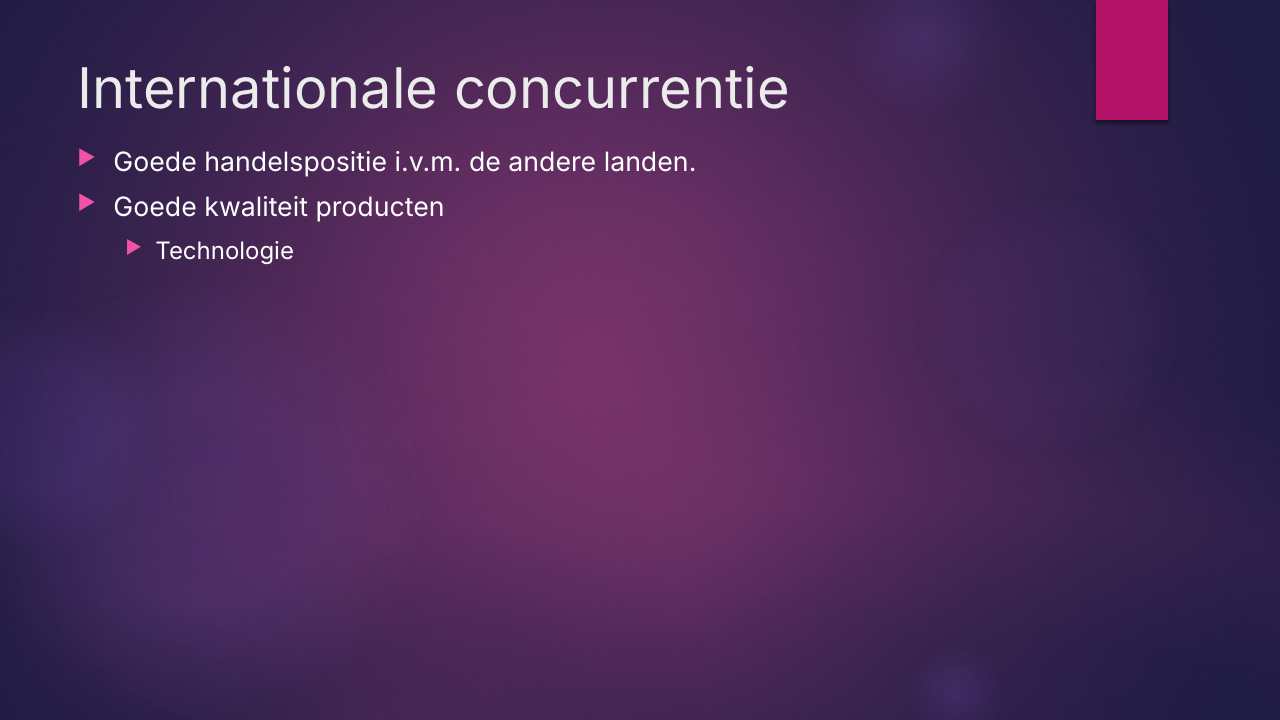 Internationale concurrentie
Goede handelspositie i.v.m. de andere landen.
Goede kwaliteit producten
Technologie